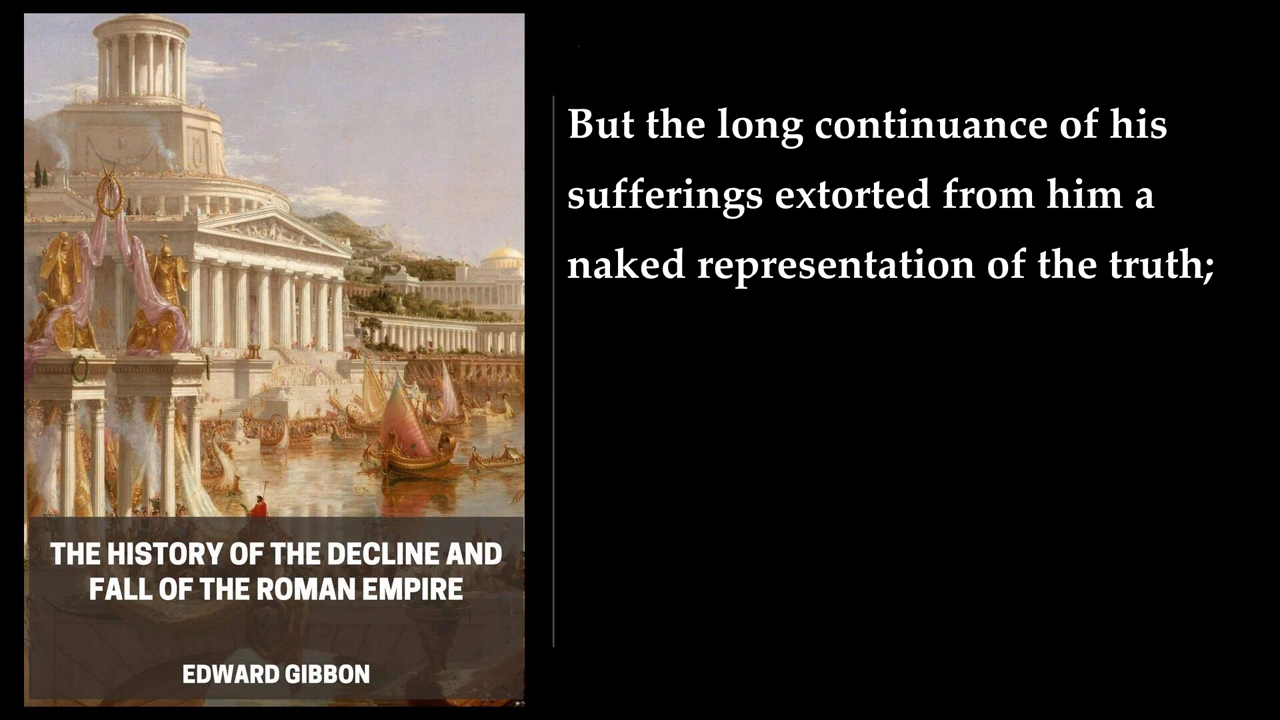 THE HISTORY OF THE DECLINE AND
FALL OF THE ROMAN EMPIRE
EDWARD GIBBON
But the long continuance of his
sufferings extorted from him a
naked representation of the truth;